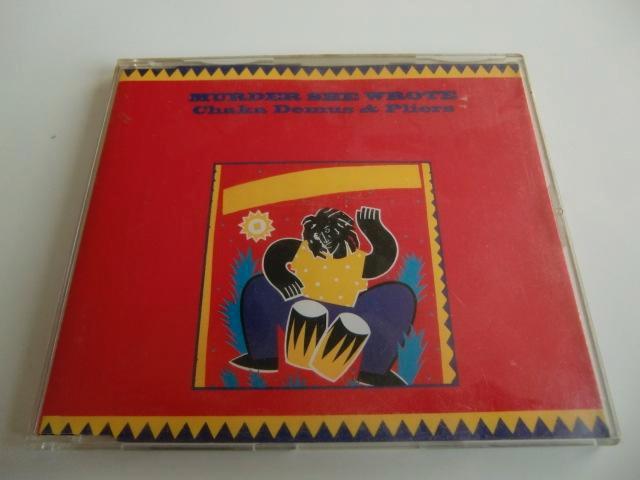 MURDER SHE WROTE
Chaka Demus & Pliers